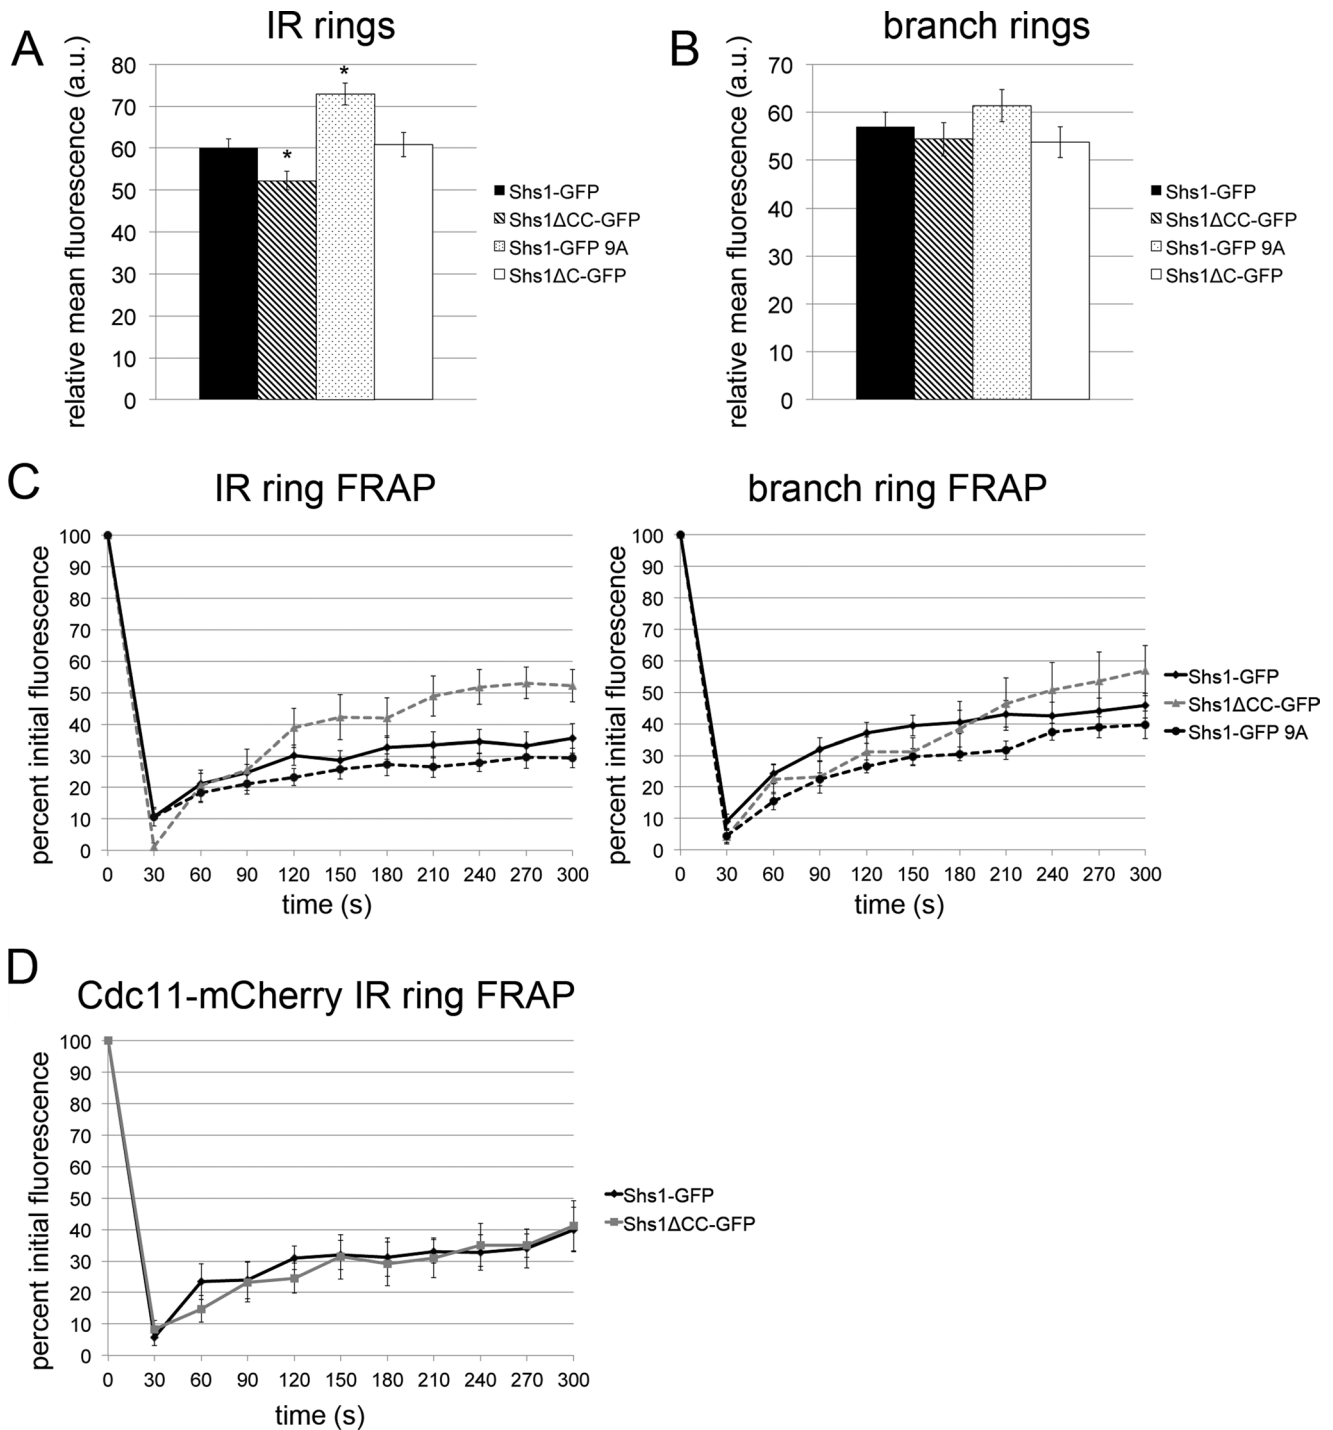 A
IR rings
relative mean fluorescence (a.u.)
80
70
60
50
40
30
20
10
0
*
*
Shs1-GFP
Shs1ΔCC-GFP
Shs1-GFP 9A
Shs1ΔC-GFP
B
branch rings
relative mean fluorescence (a.u.)
70
60
50
40
30
20
10
0
Shs1-GFP
Shs1ΔCC-GFP
Shs1-GFP 9A
Shs1ΔC-GFP
C
IR ring FRAP
percent initial fluorescence
100
90
80
70
60
50
40
30
20
10
0
0 30 60 90 120 150 180 210 240 270 300
time (s)
branch ring FRAP
percent initial fluorescence
100
90
80
70
60
50
40
30
20
10
0
0 30 60 90 120 150 180 210 240 270 300
time (s)
Shs1-GFP
Shs1ΔCC-GFP
Shs1-GFP 9A
D
Cdc11-mCherry IR ring FRAP
percent initial fluorescence
100
90
80
70
60
50
40
30
20
10
0
0 30 60 90 120 150 180 210 240 270 300
time (s)
Shs1-GFP
Shs1ΔCC-GFP